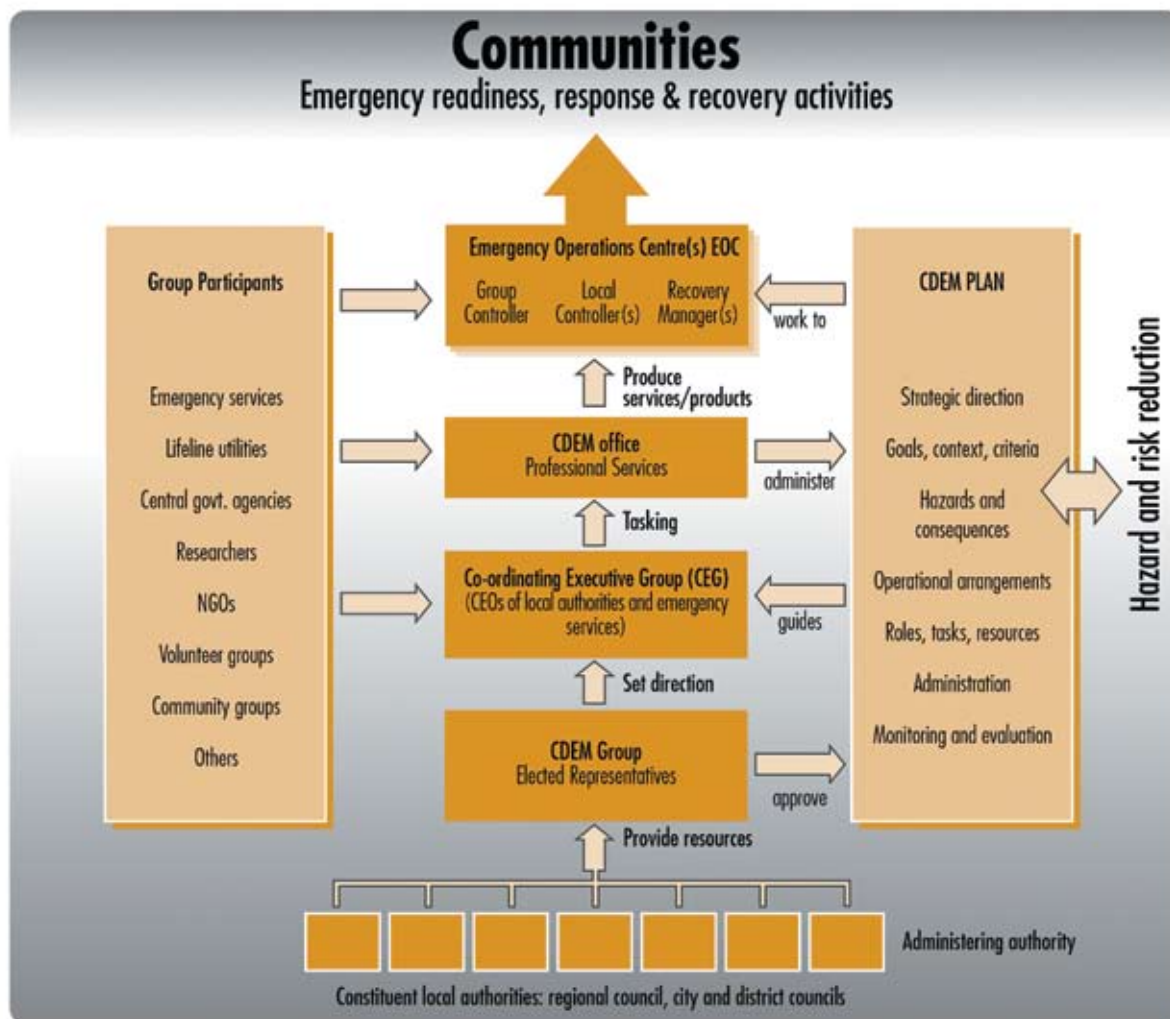 Communities
Emergency readiness, response & recovery activities
Group Participants
Emergency services
Lifeline utilities
Central govt. agencies
Researchers
NGOs
Volunteer groups
Community groups
Others
Emergency Operations Centre(s) EOC
Group
Controller
Local
Controller(s)
Recovery
Manager(s)
Produce
services/products
CDEM office
Professional Services
Tasking
Co-ordinating Executive Group (CEG)
(CEOs of local authorities and emergency
services)
Set direction
CDEM Group
Elected Representatives
Provide resources
work to
administer
guides
approve
CDEM PLAN
Strategic direction
Goals, context, criteria
Hazards and
consequences
Operational arrangements
Roles, tasks, resources
Administration
Monitoring and evaluation
Hazard and risk reduction
Administering authority
Constituent local authorities: regional council, city and district councils